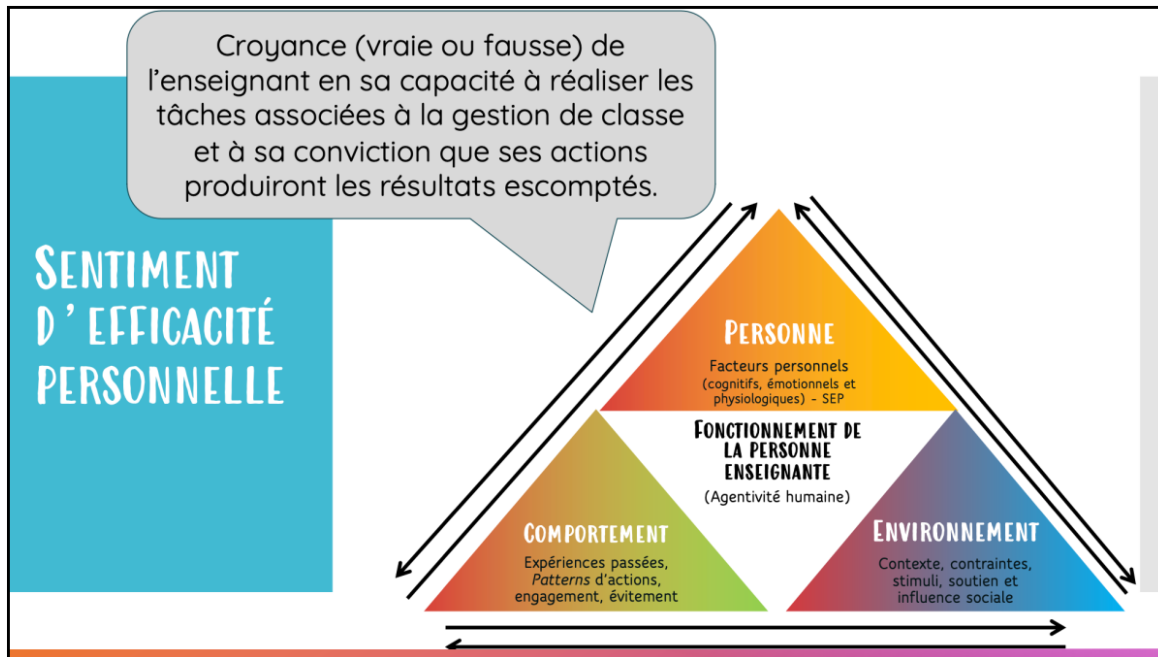 Croyance (vraie ou fausse) de
l'enseignant en sa capacité à réaliser les
tâches associées à la gestion de classe
et à sa conviction que ses actions
produiront les résultats escomptés.
SENTIMENT
D'EFFICACITÉ
PERSONNELLE
PERSONNE
Facteurs personnels
(cognitifs, émotionnels et
physiologiques) - SEP
FONCTIONNEMENT DE
LA PERSONNE
ENSEIGNANTE
(Agentivité humaine)
COMPORTEMENT
Expériences passées,
Patterns d'actions,
engagement, évitement
ENVIRONNEMENT
Contexte, contraintes,
stimuli, soutien et
influence sociale